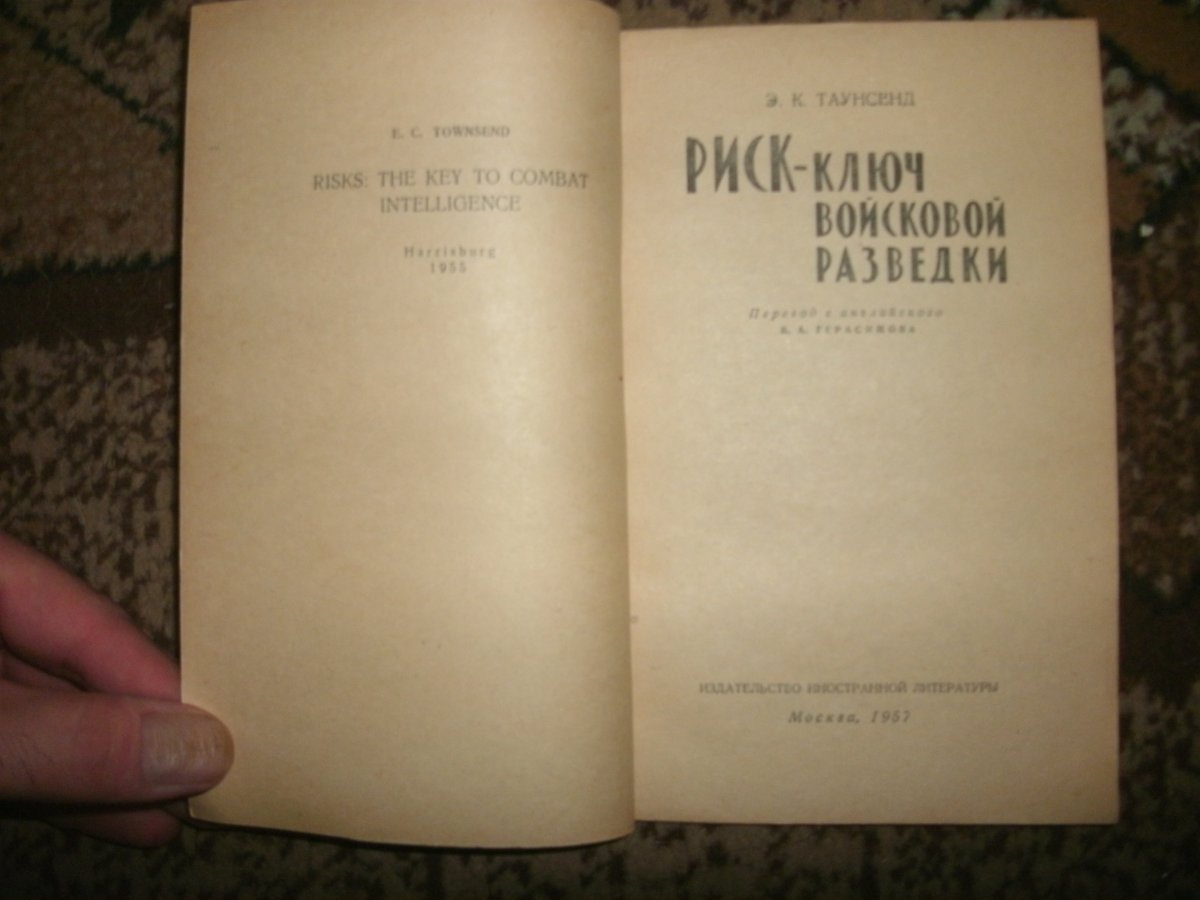 E. C. TOWNSEND
RISKS: THE KEY TO COMBAT
INTELLIGENCE
Harrisburg
1955
Э. К. ТАУНСЕНД
РИСК-КЛЮЧ
ВОЙСКОВОЙ
РАЗВЕДКИ
Перевод с английского
ГЕРАСИМОВА
ИЗДАТЕЛЬСТВО ИНОСТРАННОЙ ЛИТЕРАТУРЫ
Москва, 1957